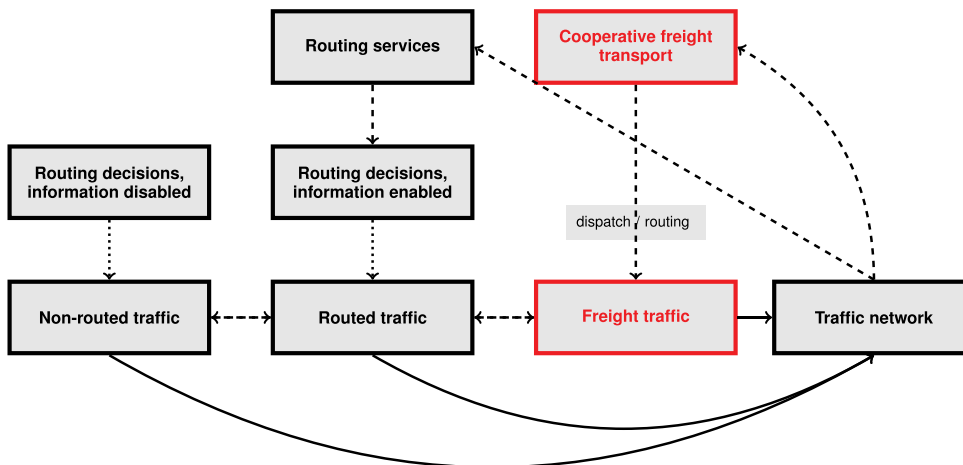 Routing services
Cooperative freight
transport
Routing decisions,
information disabled
Routing decisions,
information enabled
dispatch / routing
Non-routed traffic
Routed traffic
Freight traffic
Traffic network